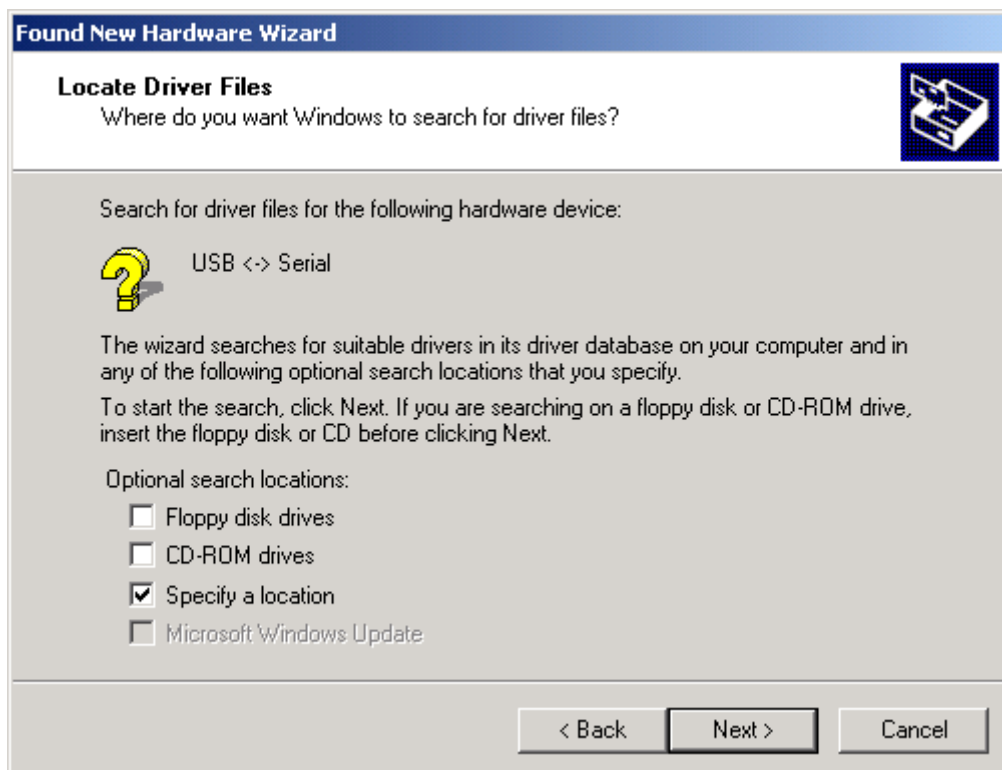 Found New Hardware Wizard
Locate Driver Files
Where do you want Windows to search for driver files?
Search for driver files for the following hardware device:
USB <-> Serial
The wizard searches for suitable drivers in its driver database on your computer and in
any of the following optional search locations that you specify.
To start the search, click Next. If you are searching on a floppy disk or CD-ROM drive,
insert the floppy disk or CD before clicking Next.
Optional search locations:
Floppy disk drives
CD-ROM drives
Specify a location
Microsoft Windows Update
< Back Next > Cancel